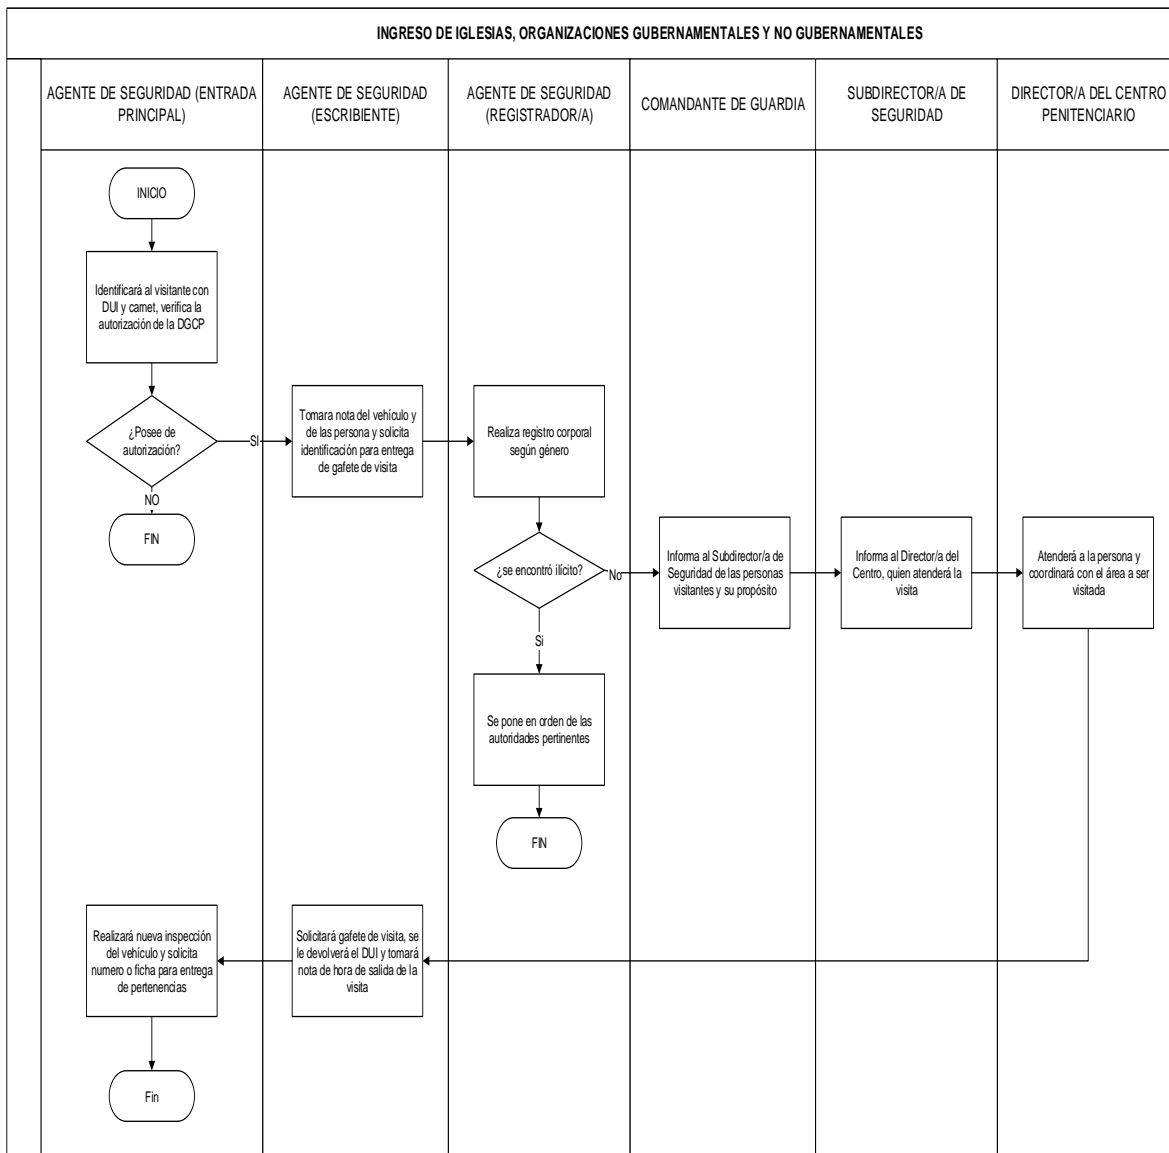 INGRESO DE IGLESIAS, ORGANIZACIONES GUBERNAMENTALES Y NO GUBERNAMENTALES
AGENTE DE SEGURIDAD (ENTRADA
PRINCIPAL)
AGENTE DE SEGURIDAD
(ESCRIBIENTE)
AGENTE DE SEGURIDAD
(REGISTRADOR/A)
COMANDANTE DE GUARDIA
SUBDIRECTOR/A DE
SEGURIDAD
DIRECTOR/A DEL CENTRO
PENITENCIARIO
INICIO
Identificará al visitante con
DUI y carnet, verifica la
autorización de la DGCP
¿Posee de
autorización?
SI
NO
FIN
Tomara nota del vehículo y
de las persona y solicita
identificación para entrega
de gafete de visita
Realiza registro corporal
según género
¿se encontró ilícito?
No
Si
Se pone en orden de las
autoridades pertinentes
FIN
Informa al Subdirector/a de
Seguridad de las personas
visitantes y su propósito
Informa al Director/a del
Centro, quien atenderá la
visita
Atenderá a la persona y
coordinará con el área a ser
visitada
Solicitará gafete de visita, se
le devolverá el DUI y tomará
nota de hora de salida de la
visita
Realizará nueva inspección
del vehículo y solicita
numero o ficha para entrega
de pertenencias
Fin